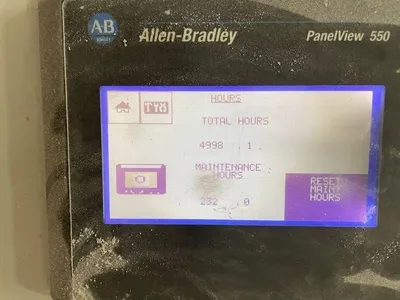 AB
Allen-Bradley
PanelView 550
HOURS
TOTAL HOURS
4998 .1.
MAINTENANCE
HOURS
232 .0
RESET
MAINT
HOURS